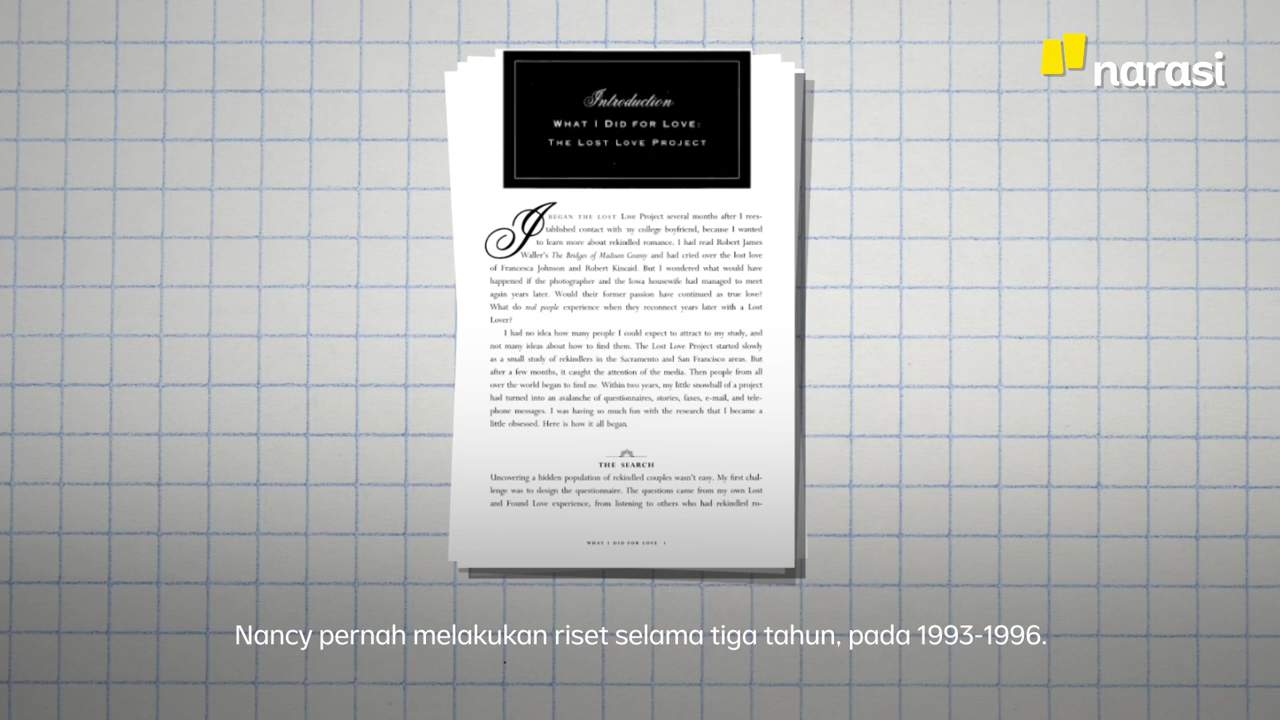 narasi
Introduction
WHAT I DID FOR LOVE:
THE LOST LOVE PROJECT
I BEGAN THE LOST Love Project several months after I rees-
tablished contact with my college boyfriend, because I wanted
to learn more about rekindled romance. I had read Robert James
Waller's The Bridges of Madison County and had cried over the lost love
of Francesca Johnson and Robert Kincaid. But I wondered what would have
happened if the photographer and the Iowa housewife had managed to meet
again years later. Would their former passion have continued as true love?
What do real people experience when they reconnect years later with a Lost
Lover?
I had no idea how many people I could expect to attract to my study, and
not many ideas about how to find them. The Lost Love Project started slowly
as a small study of rekindlers in the Sacramento and San Francisco areas. But
after a few months, it caught the attention of the media. Then people from all
over the world began to find me. Within two years, my little snowball of a project
had turned into an avalanche of questionnaires, stories, faxes, e-mail, and tele-
phone messages. I was having so much fun with the research that I became a
little obsessed. Here is how it all began.
THE SEARCH
Uncovering a hidden population of rekindled couples wasn't easy. My first chal-
lenge was to design the questionnaire. The questions came from my own Lost
and Found Love experience, from listening to others who had rekindled ro-
WHAT I DID FOR LOVE · 1
Nancy pernah melakukan riset selama tiga tahun, pada 1993-1996.